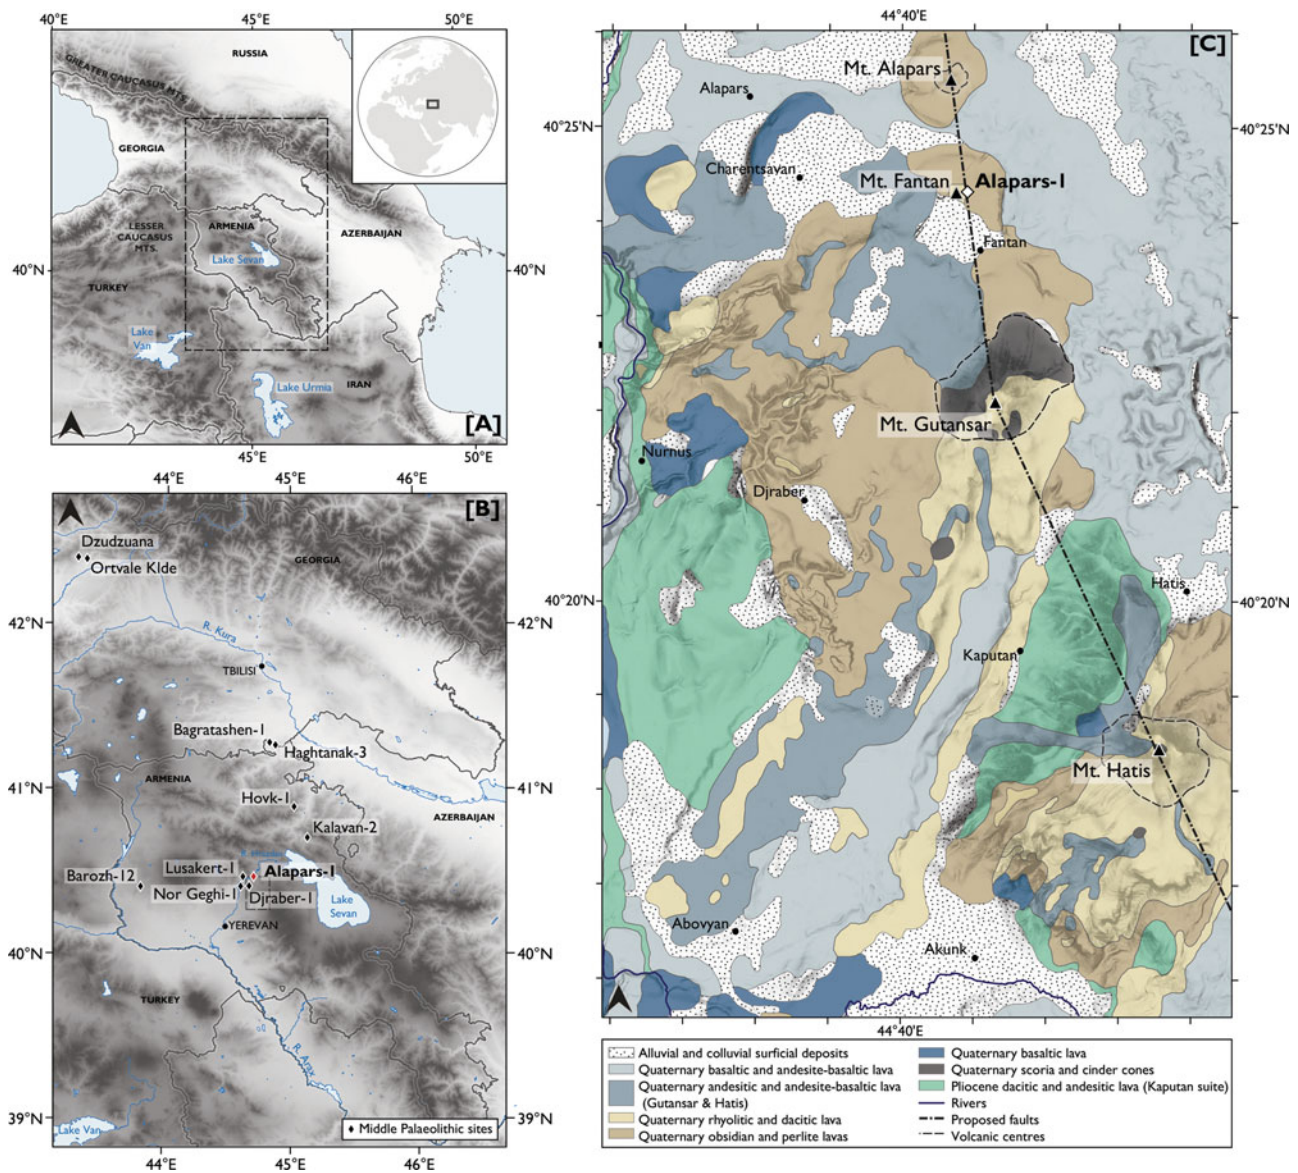 40°E
45°E
50°E
RUSSIA
GREATER CAUCASUS MTS.
GEORGIA
LESSER
CAUCASUS
MTS.
ARMENIA
AZERBAIJAN
Lake Sevan
40°N
40°N
TURKEY
Lake
Van
Lake Urmia
IRAN
[A]
45°E
50°E
44°E
45°E
46°E
[B]
Dzudzuana
Ortvale Klde
GEORGIA
42°N
42°N
R. Kura
TBILISI
Bagratashen-1
Haghtanak-3
ARMENIA
41°N
41°N
Hovk-1
AZERBAIJAN
Kalavan-2
Lusakert-1
Alapars-1
Barozh-12
Nor Geghi-1
Djraber-1
Lake
Sevan
YEREVAN
40°N
40°N
TURKEY
R. Arax
39°N
39°N
Lake Van
Middle Palaeolithic sites
44°E
45°E
46°E
44°40'E
[C]
Mt. Alapars
Alapars
40°25'N
40°25'N
Charentsavan
Mt. Fantan
Alapars-1
Fantan
Mt. Gutansar
Nurnus
Djraber
Hatis
40°20'N
40°20'N
Kaputan
Mt. Hatis
Abovyan
Akunk
44°40'E
Alluvial and colluvial surficial deposits
Quaternary basaltic and andesite-basaltic lava
Quaternary andesitic and andesite-basaltic lava
(Gutansar & Hatis)
Quaternary rhyolitic and dacitic lava
Quaternary obsidian and perlite lavas
Quaternary basaltic lava
Quaternary scoria and cinder cones
Pliocene dacitic and andesitic lava (Kaputan suite)
Rivers
Proposed faults
Volcanic centres